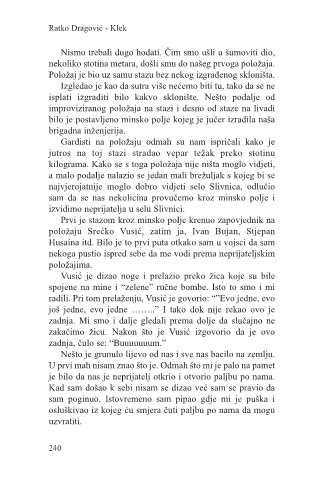 Ratko Dragović - Klek
Nismo trebali dugo hodati. Čim smo ušli u šumoviti dio,
nekoliko stotina metara, došli smo do našeg prvoga položaja.
Položaj je bio uz samu stazu bez nekog izgrađenog skloništa.
Izgledao je kao da sutra više nećemo biti tu, tako da se ne
isplati izgraditi bilo kakvo sklonište. Nešto podalje od
improviziranog položaja na stazi i desno od staze na livadi
bilo je postavljeno minsko polje kojeg je jučer izradila naša
brigadna inženjerija.
Gardisti na položaju odmah su nam ispričali kako je
jutros na toj stazi stradao vepar težak preko stotinu
kilograma. Kako se s toga položaja nije ništa moglo vidjeti,
a malo podalje nalazio se jedan mali brežuljak s kojeg bi se
najvjerojatnije moglo dobro vidjeti selo Slivnica, odlučio
sam da se nas nekolicina provučemo kroz minsko polje i
izvidimo neprijatelja u selu Slivnici.
Prvi je stazom kroz minsko polje krenuo zapovjednik na
položaju Srećko Vusić, zatim ja, Ivan Bujan, Stjepan
Husaina itd. Bilo je to prvi puta otkako sam u vojsci da sam
nekoga pustio ispred sebe da me vodi prema neprijateljskim
položajima.
Vusić je dizao noge i prelazio preko žica koje su bile
spojene na mine i “zelene” ručne bombe. Isto to smo i mi
radili. Pri tom prelaženju, Vusić je govorio: “”Evo jedne, evo
još jedne, evo jedne ……..” I tako dok nije rekao ovo je
zadnja. Mi smo i dalje gledali prema dolje da slučajno ne
zakačimo žicu. Nakon što je Vusić izgovorio da je ovo
zadnja, čulo se: “Buuuuuuum.”
Nešto je grunulo lijevo od nas i sve nas bacilo na zemlju.
U prvi mah nisam znao što je. Odmah što mi je palo na pamet
je bilo da nas je neprijatelj otkrio i otvorio paljbu po nama.
Kad sam došao k sebi nisam se dizao već sam se pravio da
sam poginuo. Istovremeno sam pipao gdje mi je puška i
osluškivao iz kojeg ću smjera čuti paljbu po nama da mogu
uzvratiti.
240